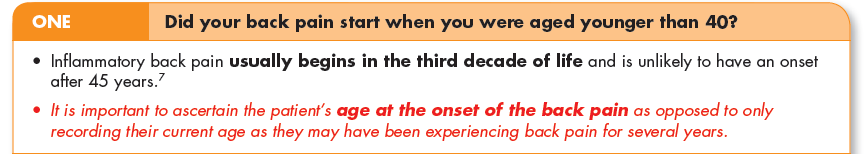 ONE Did your back pain start when you were aged younger than 40?
• Inflammatory back pain usually begins in the third decade of life and is unlikely to have an onset
after 45 years.7
• It is important to ascertain the patient's age at the onset of the back pain as opposed to only
recording their current age as they may have been experiencing back pain for several years.